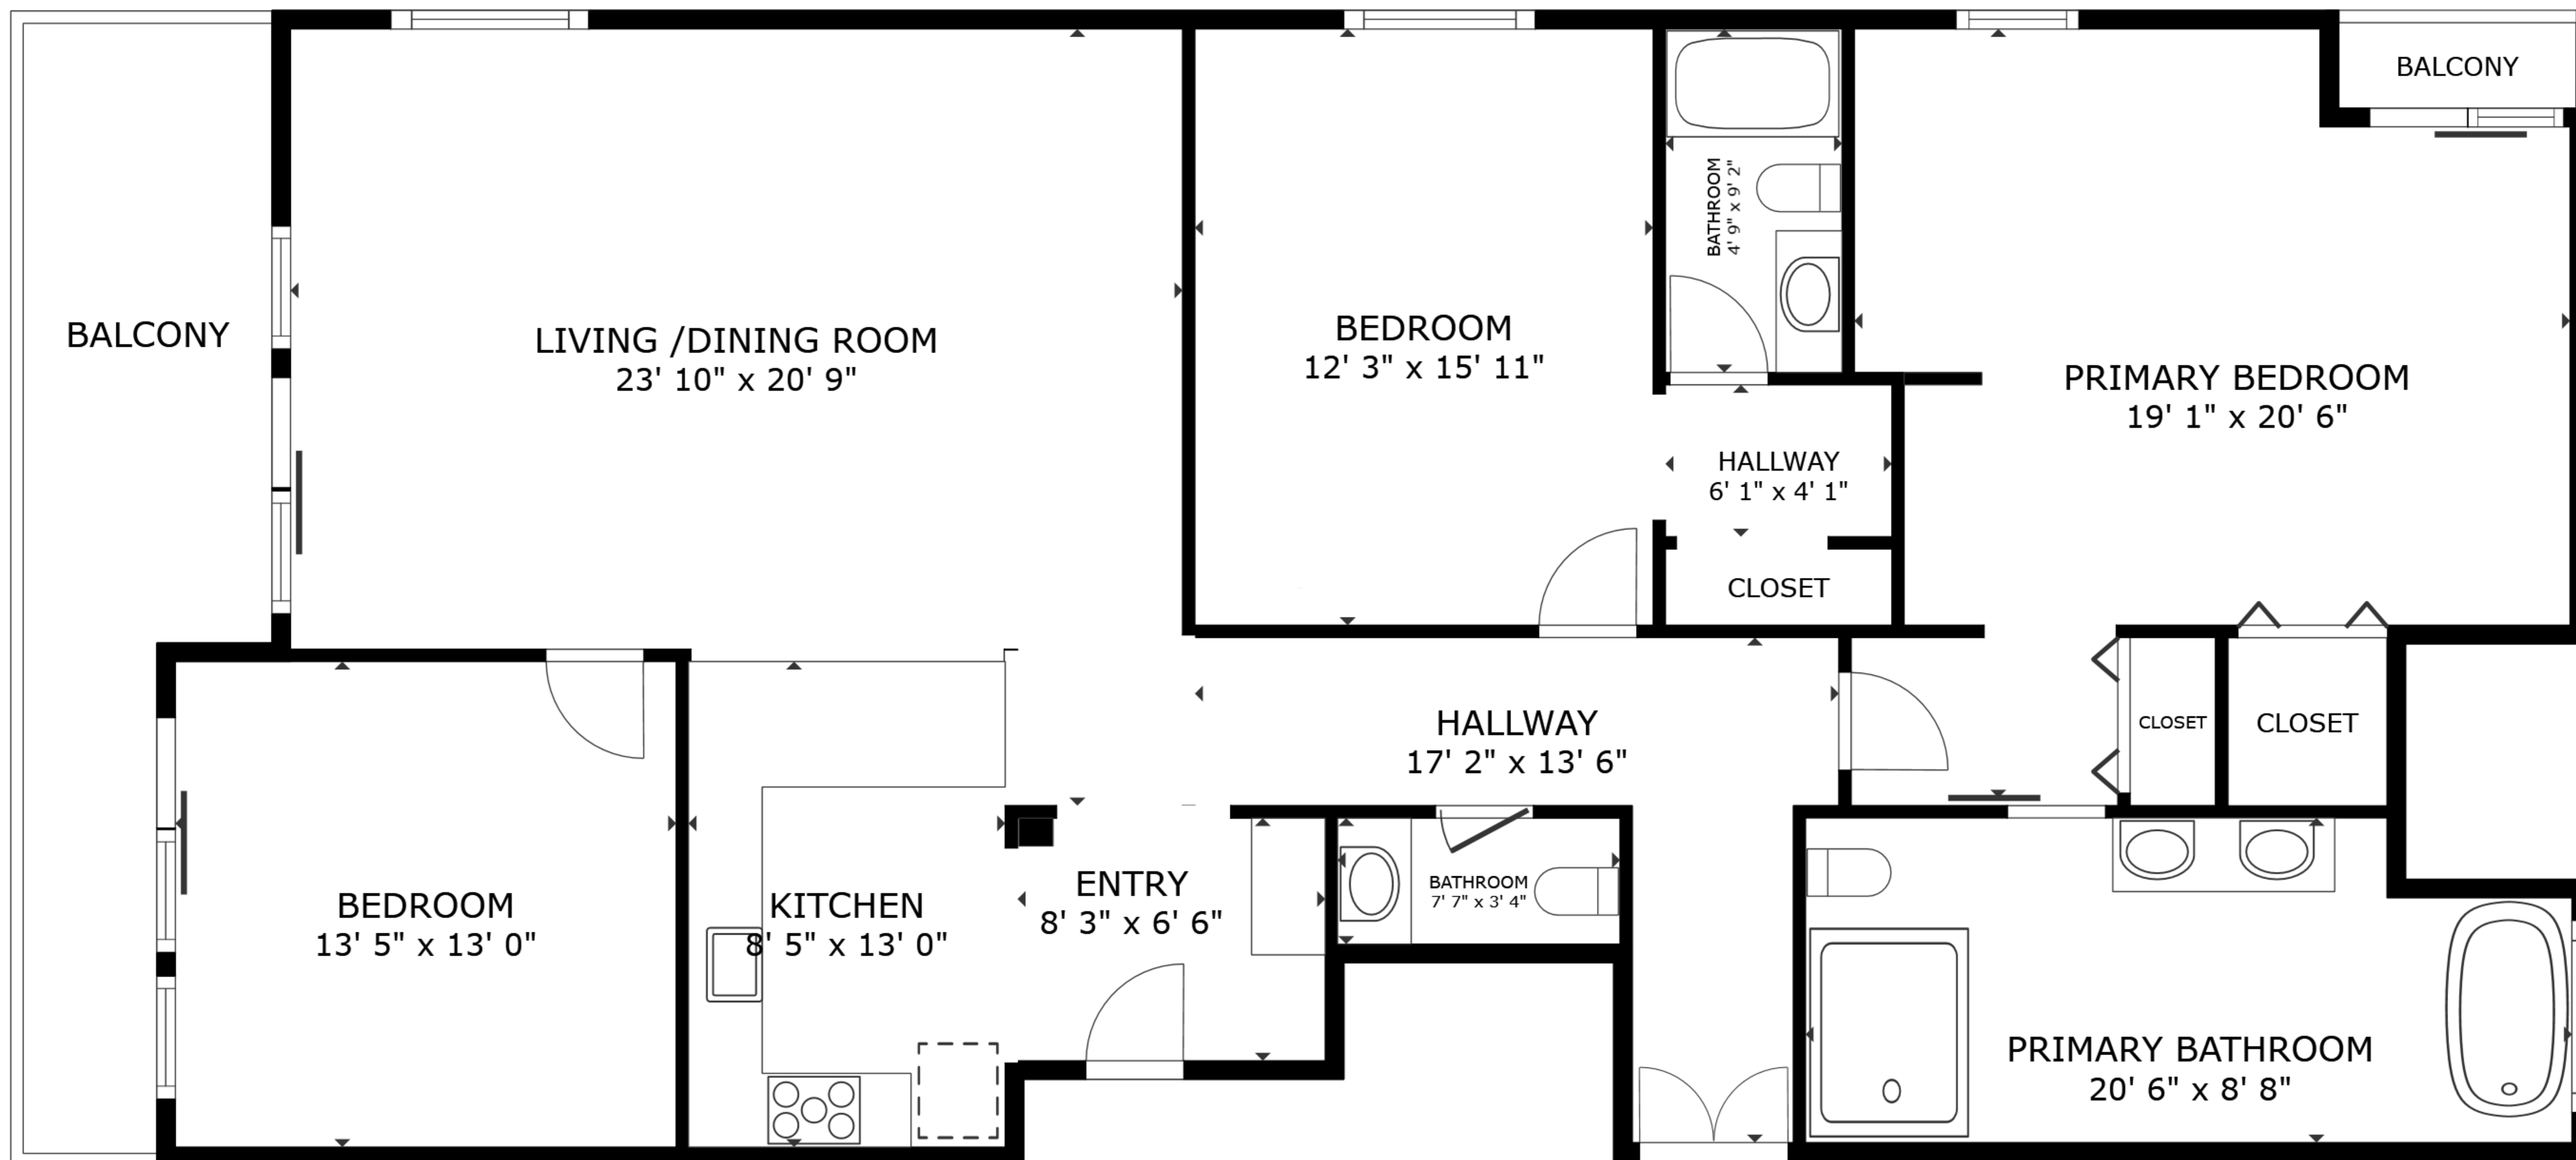 BALCONY
LIVING /DINING ROOM
23' 10" x 20' 9"
BEDROOM
12' 3" x 15' 11"
BATHROOM
4' 9" x 9' 2"
HALLWAY
6' 1" x 4' 1"
CLOSET
PRIMARY BEDROOM
19' 1" x 20' 6"
BALCONY
BEDROOM
13' 5" x 13' 0"
KITCHEN
8' 5" x 13' 0"
ENTRY
8' 3" x 6' 6"
HALLWAY
17' 2" x 13' 6"
BATHROOM
7' 7" x 3' 4"
CLOSET
CLOSET
PRIMARY BATHROOM
20' 6" x 8' 8"